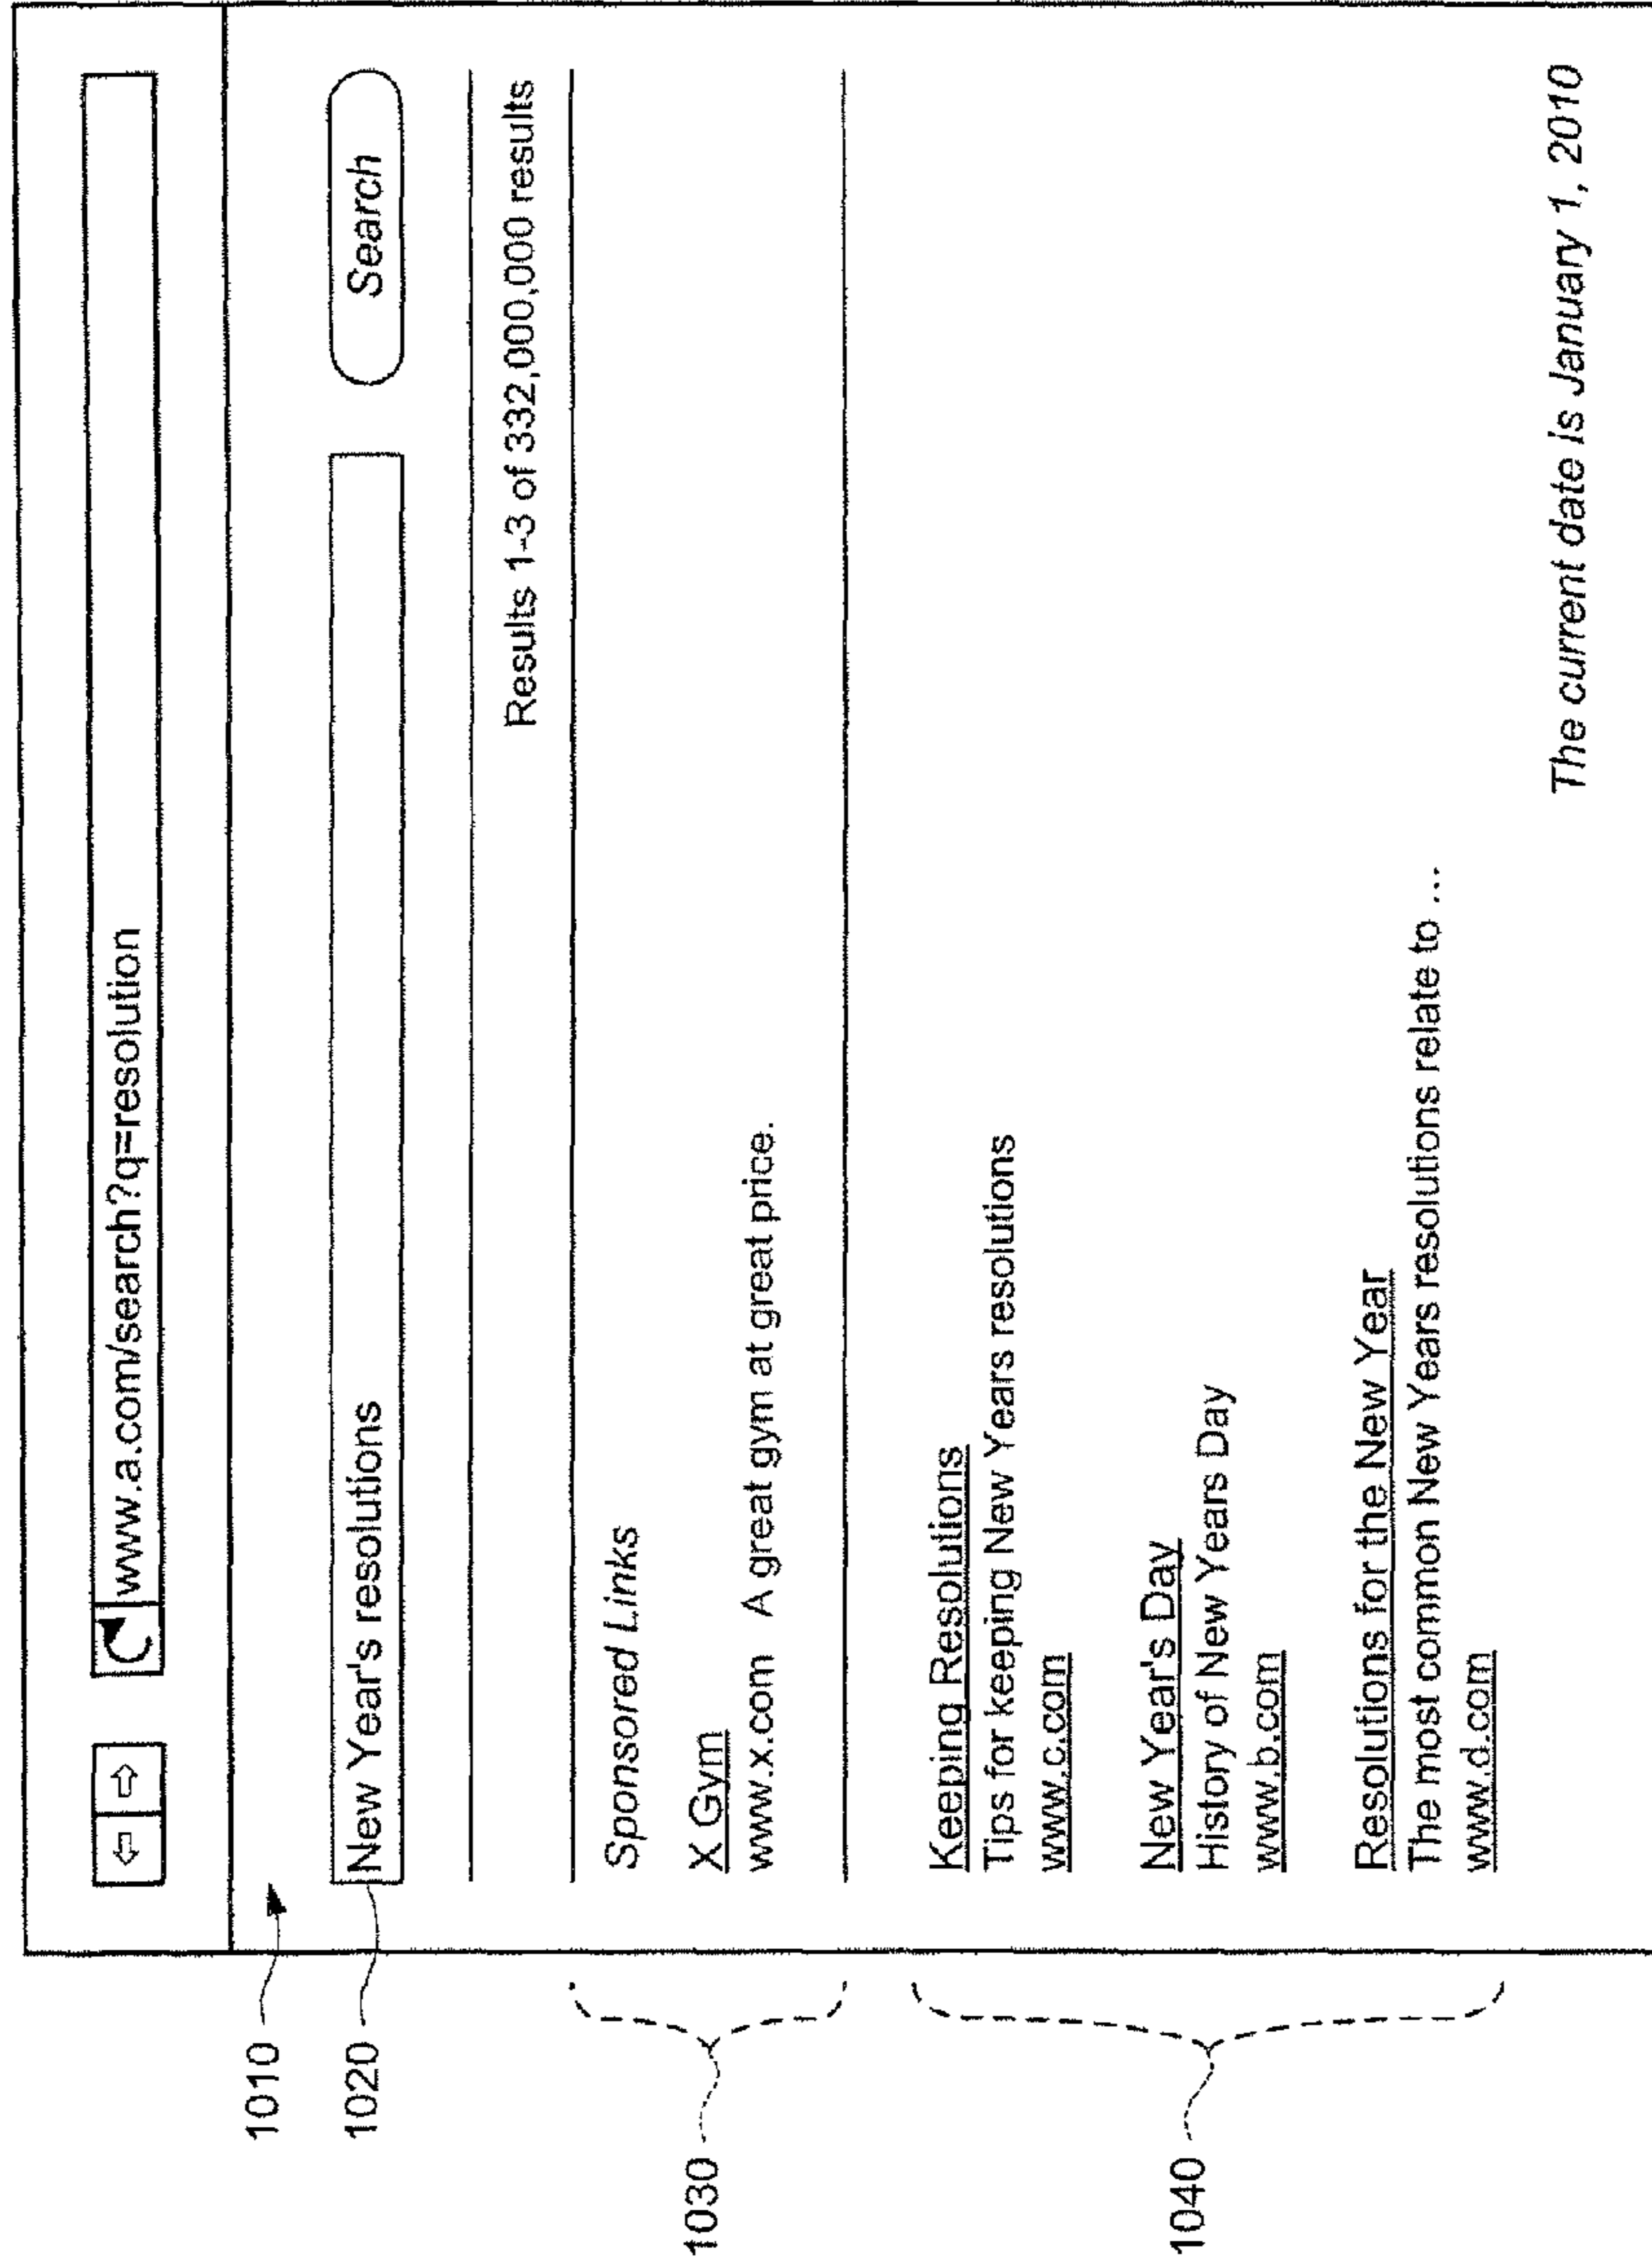 www.a.com/search?q=resolution
1010
1020
New Year's resolutions
Search
Results 1-3 of 332,000,000 results
1030
Sponsored Links
X Gym
www.x.com A great gym at great price.
1040
Keeping Resolutions
Tips for keeping New Years resolutions
www.c.com
New Year's Day
History of New Years Day
www.b.com
Resolutions for the New Year
The most common New Years resolutions relate to ...
www.d.com
The current date is January 1, 2010